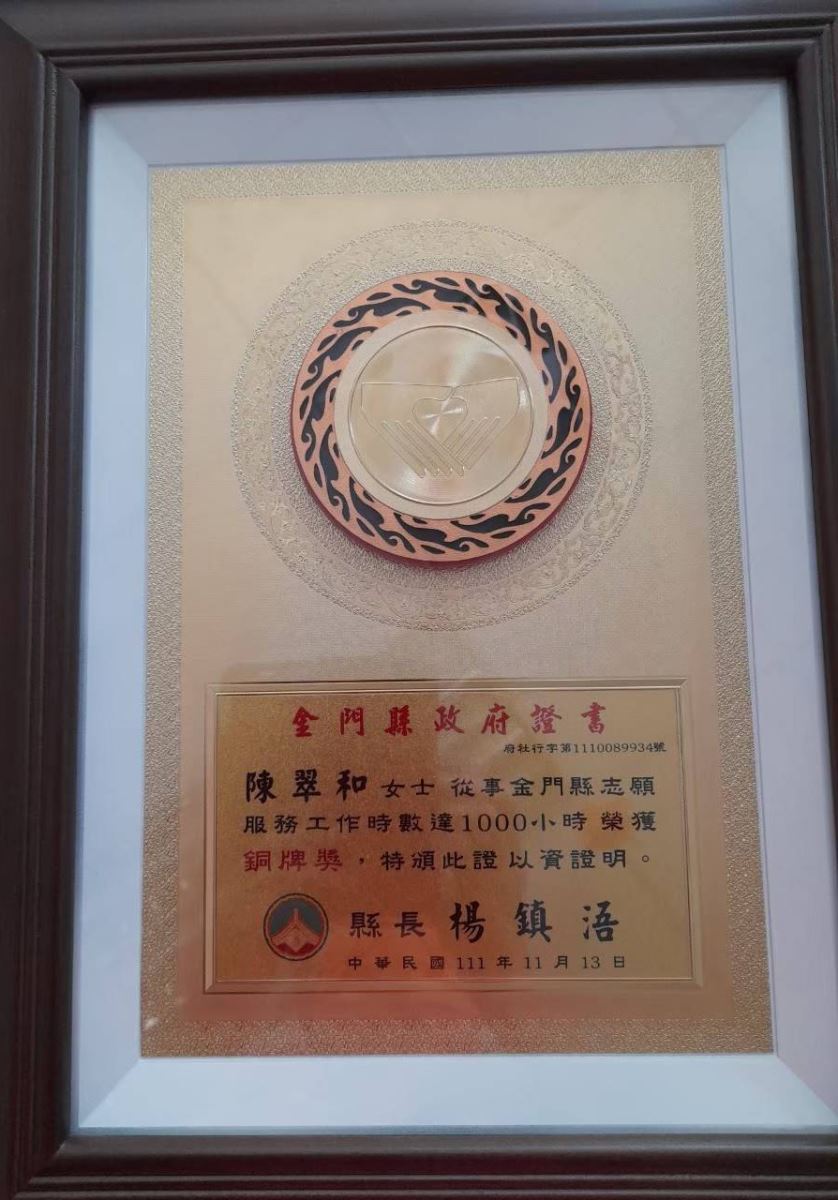 金門縣政府證書
府社行字第1110089934號
陳翠和 女士 從事金門縣志願
服務工作時數達1000小時 榮獲
銅牌獎,特頒此證以資證明。
縣長 楊鎮浯
中華民國 111 年 11 月 13 日